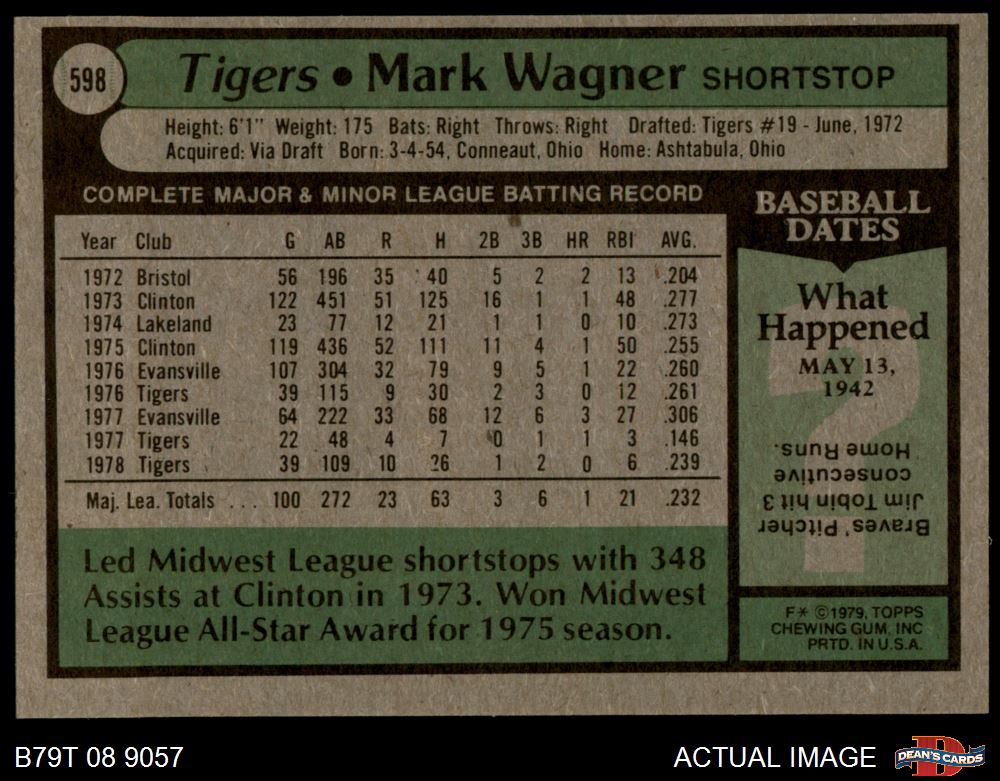 598
Tigers • Mark Wagner SHORTSTOP
Height: 6'1" Weight: 175 Bats: Right Throws: Right Drafted: Tigers #19 - June, 1972
Acquired: Via Draft Born: 3-4-54, Conneaut, Ohio Home: Ashtabula, Ohio
COMPLETE MAJOR & MINOR LEAGUE BATTING RECORD
Year Club G AB R H 2B 3B HR RBI AVG.
1972 Bristol 56 196 35 40 5 2 2 13 .204
1973 Clinton 122 451 51 125 16 1 1 48 .277
1974 Lakeland 23 77 12 21 1 1 0 10 .273
1975 Clinton 119 436 52 111 11 4 1 50 .255
1976 Evansville 107 304 32 79 9 5 1 22 .260
1976 Tigers 39 115 9 30 2 3 0 12 .261
1977 Evansville 64 222 33 68 12 6 3 27 .306
1977 Tigers 22 48 4 7 0 1 1 3 .146
1978 Tigers 39 109 10 26 1 2 0 6 .239
Maj. Lea. Totals ... 100 272 23 63 3 6 1 21 .232
Led Midwest League shortstops with 348
Assists at Clinton in 1973. Won Midwest
League All-Star Award for 1975 season.
BASEBALL
DATES
What
Happened
MAY 13,
1942
Braves' Pitcher
Jim Tobin hit 3
consecutive
Home Runs.
F* ©1979, TOPPS
CHEWING GUM, INC
PRTD. IN U.S.A.
B79T 08 9057
ACTUAL IMAGE
D
DEAN'S CARDS